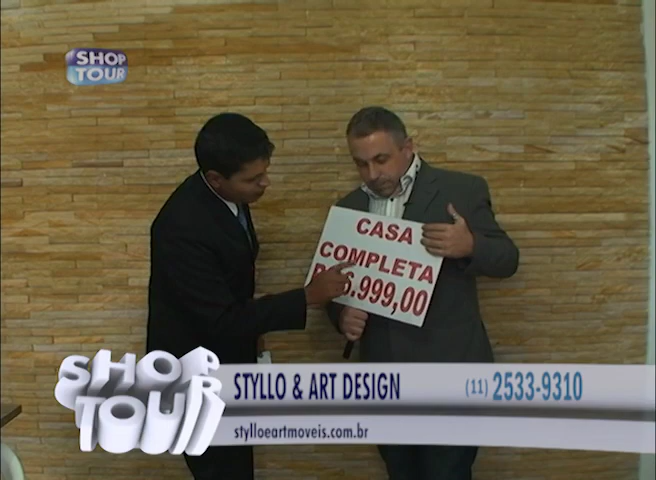 SHOP
TOUR
CASA
COMPLETA
6.999,00
SHOP
TOUR
STYLLO & ART DESIGN
(11) 2533-9310
stylloeartmoveis.com.br